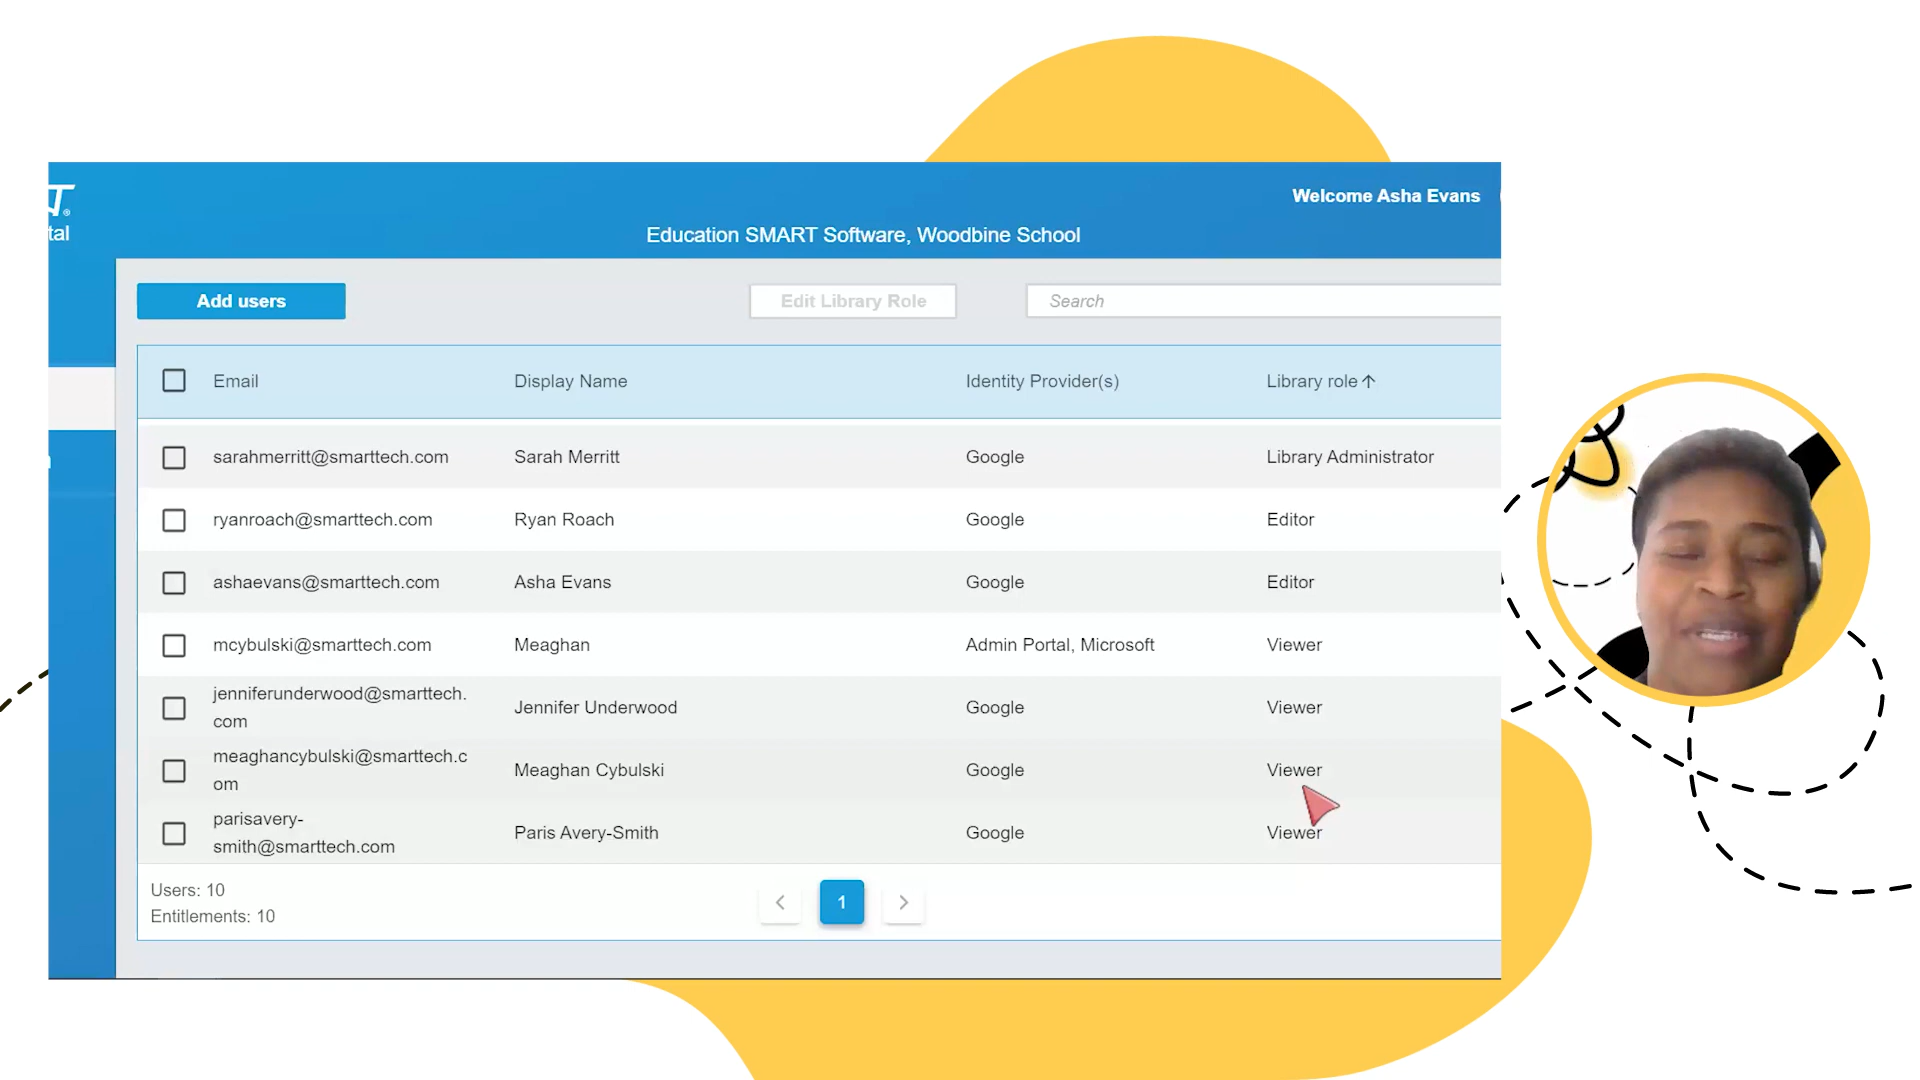 Welcome Asha Evans
tal
Education SMART Software, Woodbine School
Add users
Edit Library Role
Search
Email Display Name Identity Provider(s) Library role
sarahmerritt@smarttech.com Sarah Merritt Google Library Administrator
ryanroach@smarttech.com Ryan Roach Google Editor
ashaevans@smarttech.com Asha Evans Google Editor
mcybulski@smarttech.com Meaghan Admin Portal, Microsoft Viewer
jenniferunderwood@smarttech.
com Jennifer Underwood Google Viewer
meaghancybulski@smarttech.c
om Meaghan Cybulski Google Viewer
parisavery-
smith@smarttech.com Paris Avery-Smith Google Viewer
Users: 10
Entitlements: 10
1